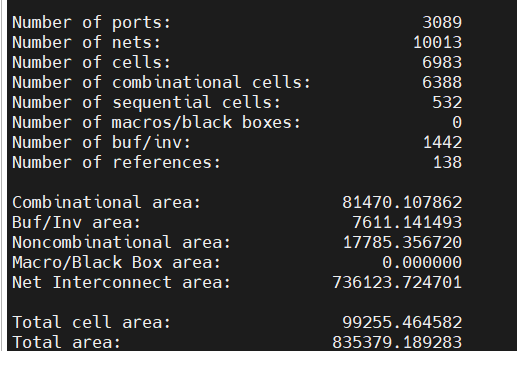 Number of ports: 3089
Number of nets: 10013
Number of cells: 6983
Number of combinational cells: 6388
Number of sequential cells: 532
Number of macros/black boxes: 0
Number of buf/inv: 1442
Number of references: 138
Combinational area: 81470.107862
Buf/Inv area: 7611.141493
Noncombinational area: 17785.356720
Macro/Black Box area: 0.000000
Net Interconnect area: 736123.724701
Total cell area: 99255.464582
Total area: 835379.189283